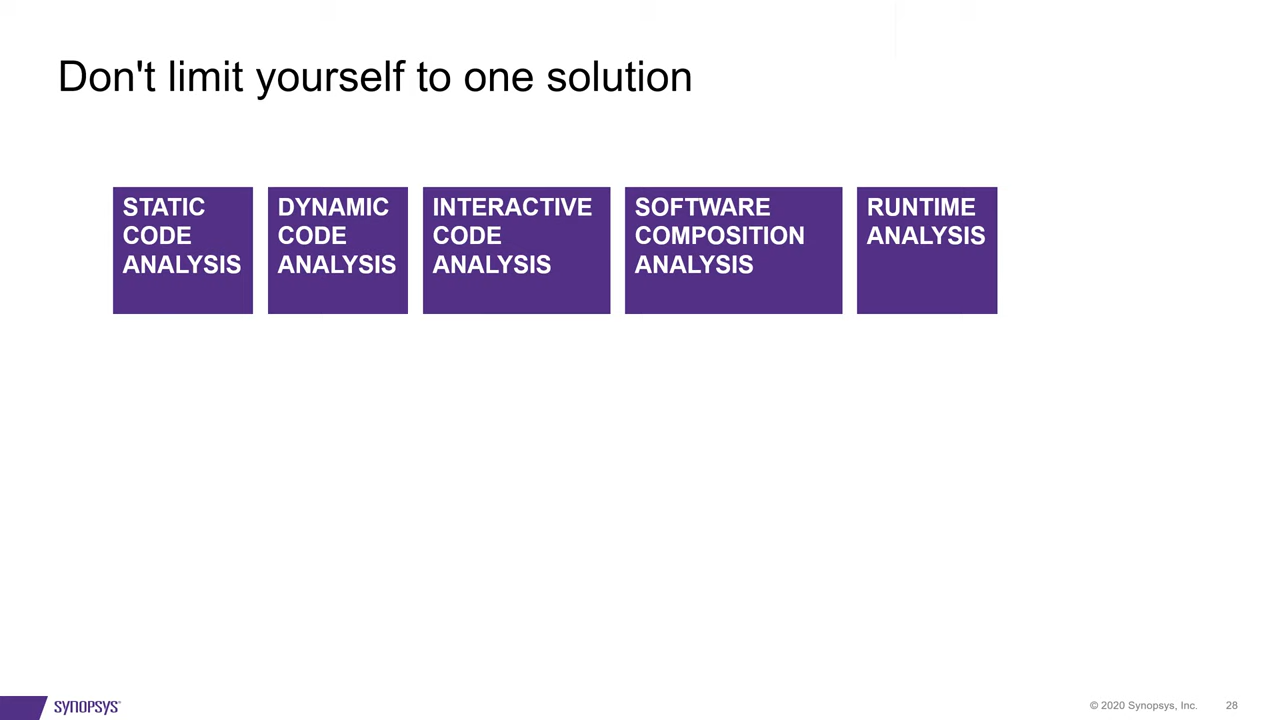 Don't limit yourself to one solution
STATIC
CODE
ANALYSIS
DYNAMIC
CODE
ANALYSIS
INTERACTIVE
CODE
ANALYSIS
SOFTWARE
COMPOSITION
ANALYSIS
RUNTIME
ANALYSIS
SYNOPSYS®
© 2020 Synopsys, Inc. 28